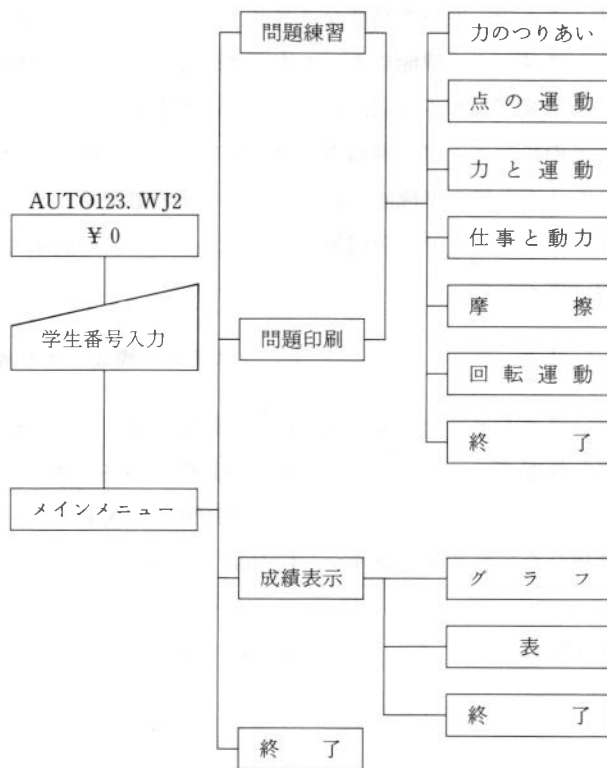 AUTO123. WJ2
¥0
学生番号入力
メインメニュー
問題練習
問題印刷
成績表示
終 了
力のつりあい
点の運動
力と運動
仕事と動力
摩 擦
回転運動
終 了
グ ラ フ
表
終 了